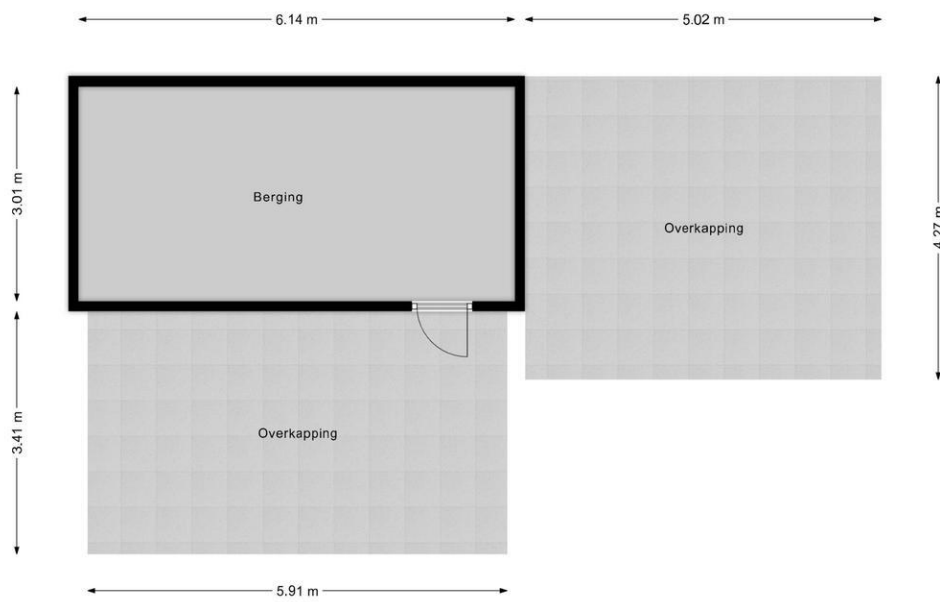 6.14 m
5.02 m
3.01 m
Berging
Overkapping
4.27 m
3.41 m
Overkapping
5.91 m